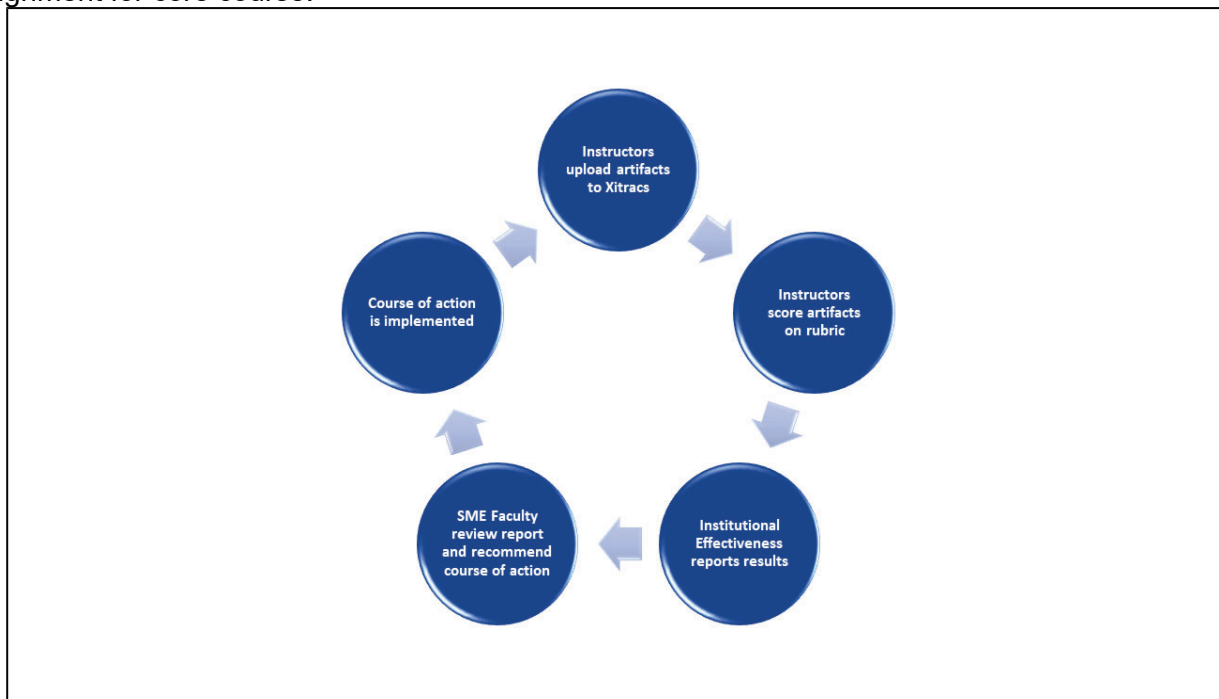 Instructors
upload artifacts
to Xitracs
Instructors
score artifacts
on rubric
Institutional
Effectiveness
reports results
SME Faculty
review report
and recommend
course of action
Course of action
is implemented